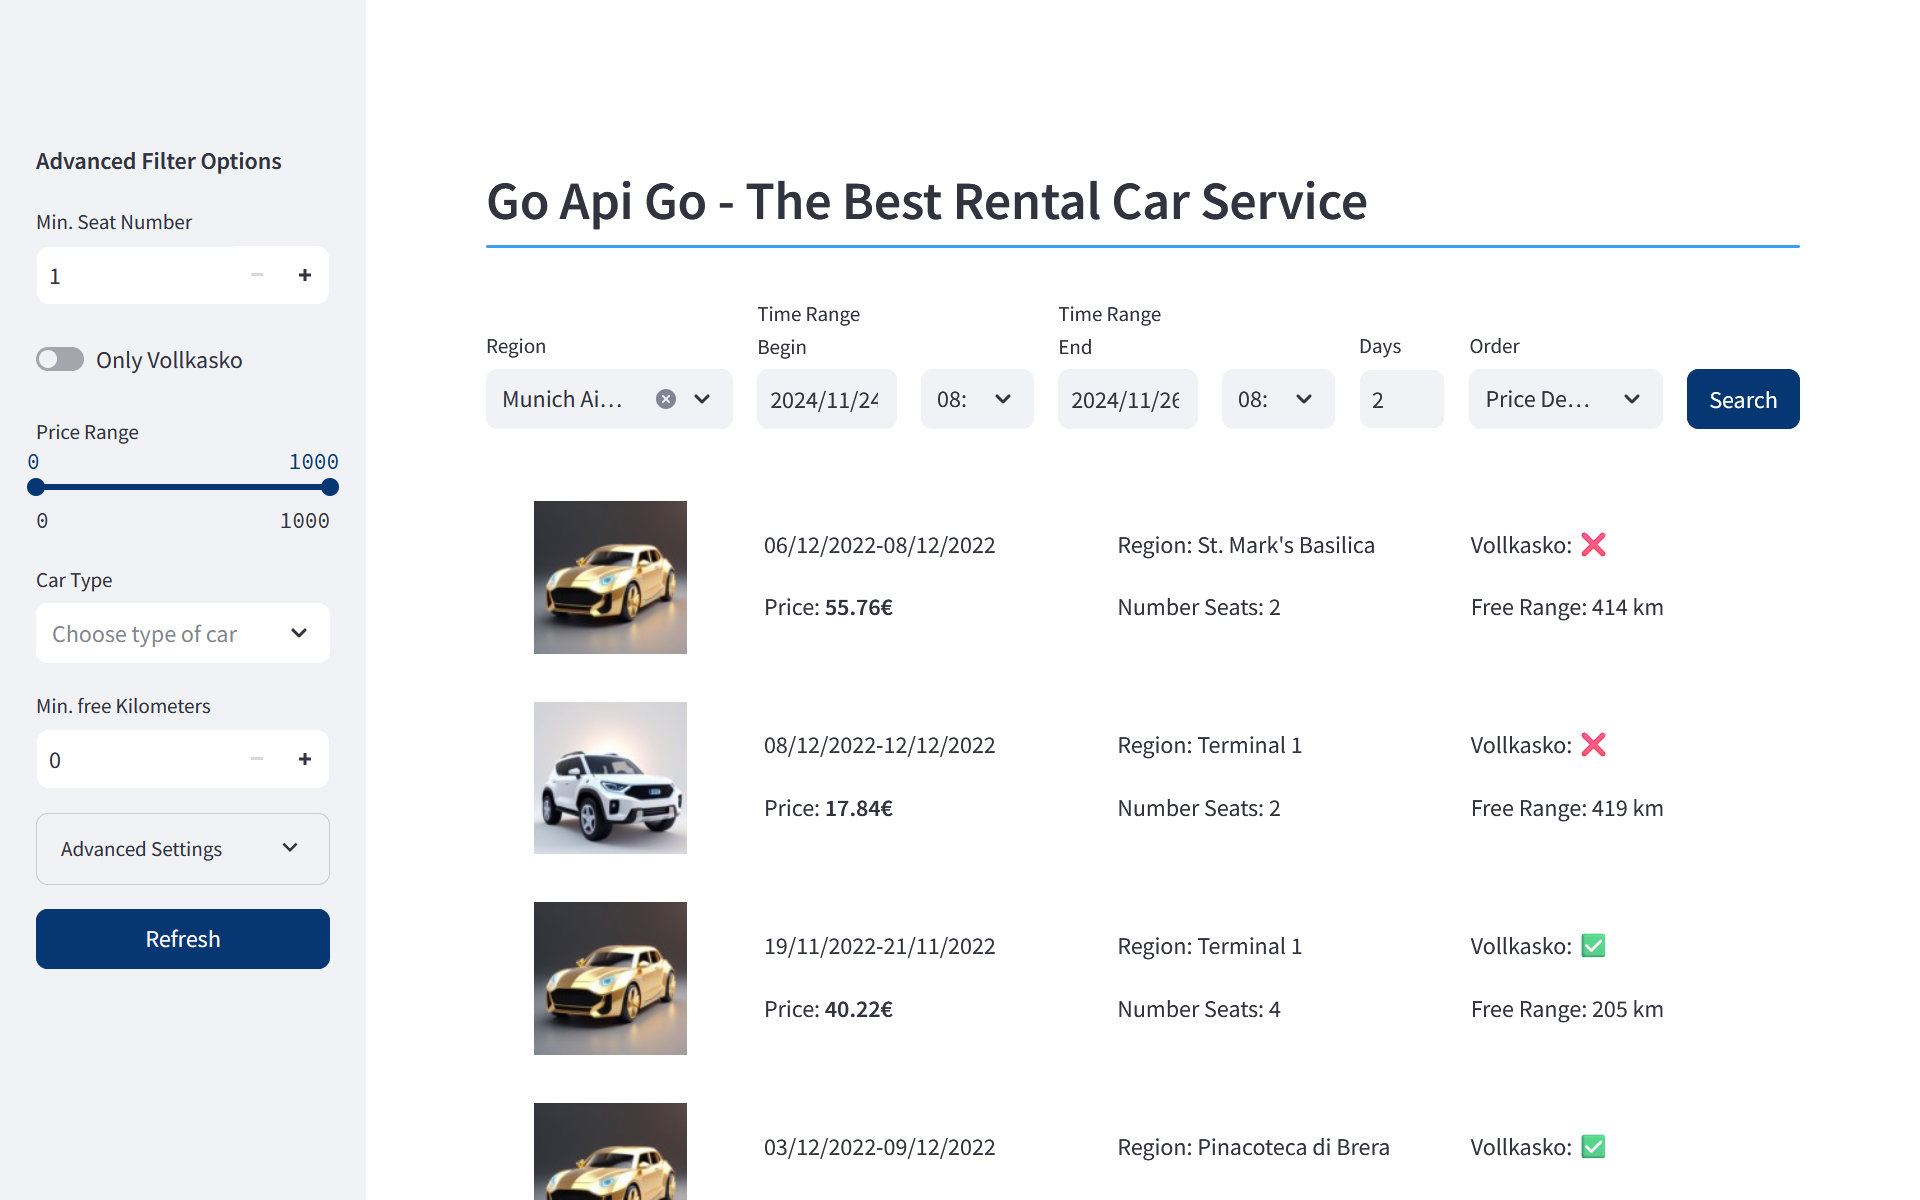 Advanced Filter Options
Min. Seat Number
1
Only Vollkasko
Price Range
0 1000
0 1000
Car Type
Choose type of car
Min. free Kilometers
0
Advanced Settings
Refresh
Go Api Go - The Best Rental Car Service
Region
Munich Ai...
Time Range
Begin
2024/11/24
08:
Time Range
End
2024/11/26
08:
Days
2
Order
Price De...
Search
06/12/2022-08/12/2022 Region: St. Mark's Basilica Vollkasko: ❌
Price: 55.76€ Number Seats: 2 Free Range: 414 km
08/12/2022-12/12/2022 Region: Terminal 1 Vollkasko: ❌
Price: 17.84€ Number Seats: 2 Free Range: 419 km
19/11/2022-21/11/2022 Region: Terminal 1 Vollkasko: ✅
Price: 40.22€ Number Seats: 4 Free Range: 205 km
03/12/2022-09/12/2022 Region: Pinacoteca di Brera Vollkasko: ✅